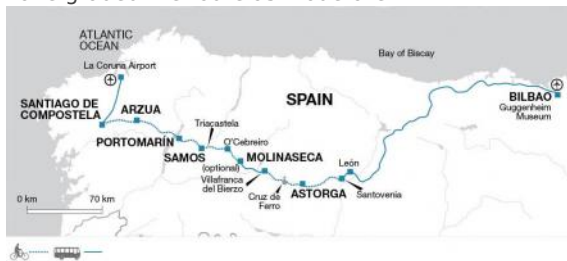 ATLANTIC
OCEAN
La Coruna Airport
Bay of Biscay
SANTIAGO DE
COMPOSTELA
ARZUA
SPAIN
BILBAO
Guggenheim
Museum
Triacastela
PORTOMARÍN
O'Cebreiro
SAMOS
(optional)
MOLINASECA
León
Villafranca
del Bierzo
Cruz de
Ferro
ASTORGA
Santovenia
0 km
70 km